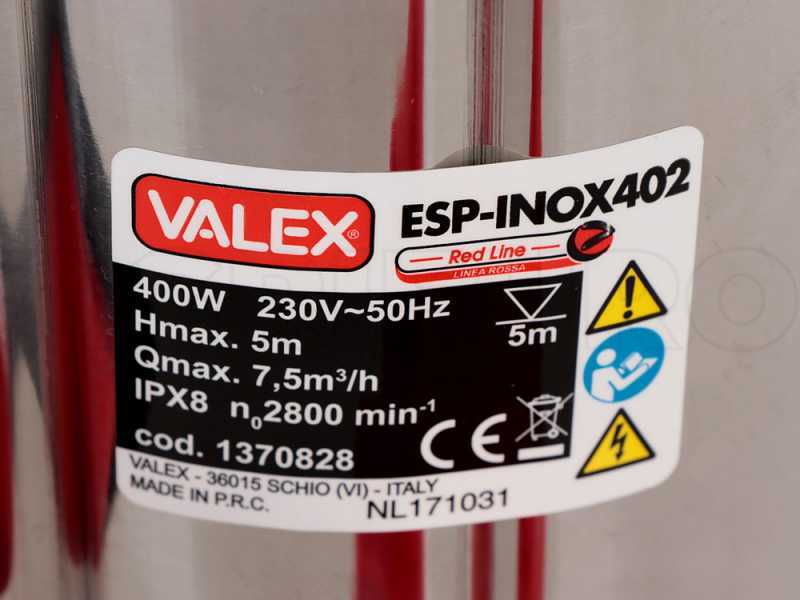 VALEX®
ESP-INOX402
Red Line
LINEA ROSSA
400W 230V~50Hz
5m
Hmax. 5m
Qmax. 7,5m³/h
IPX8 n₀2800 min⁻¹
cod. 1370828
CE
VALEX - 36015 SCHIO (VI) - ITALY
MADE IN P.R.C.
NL171031